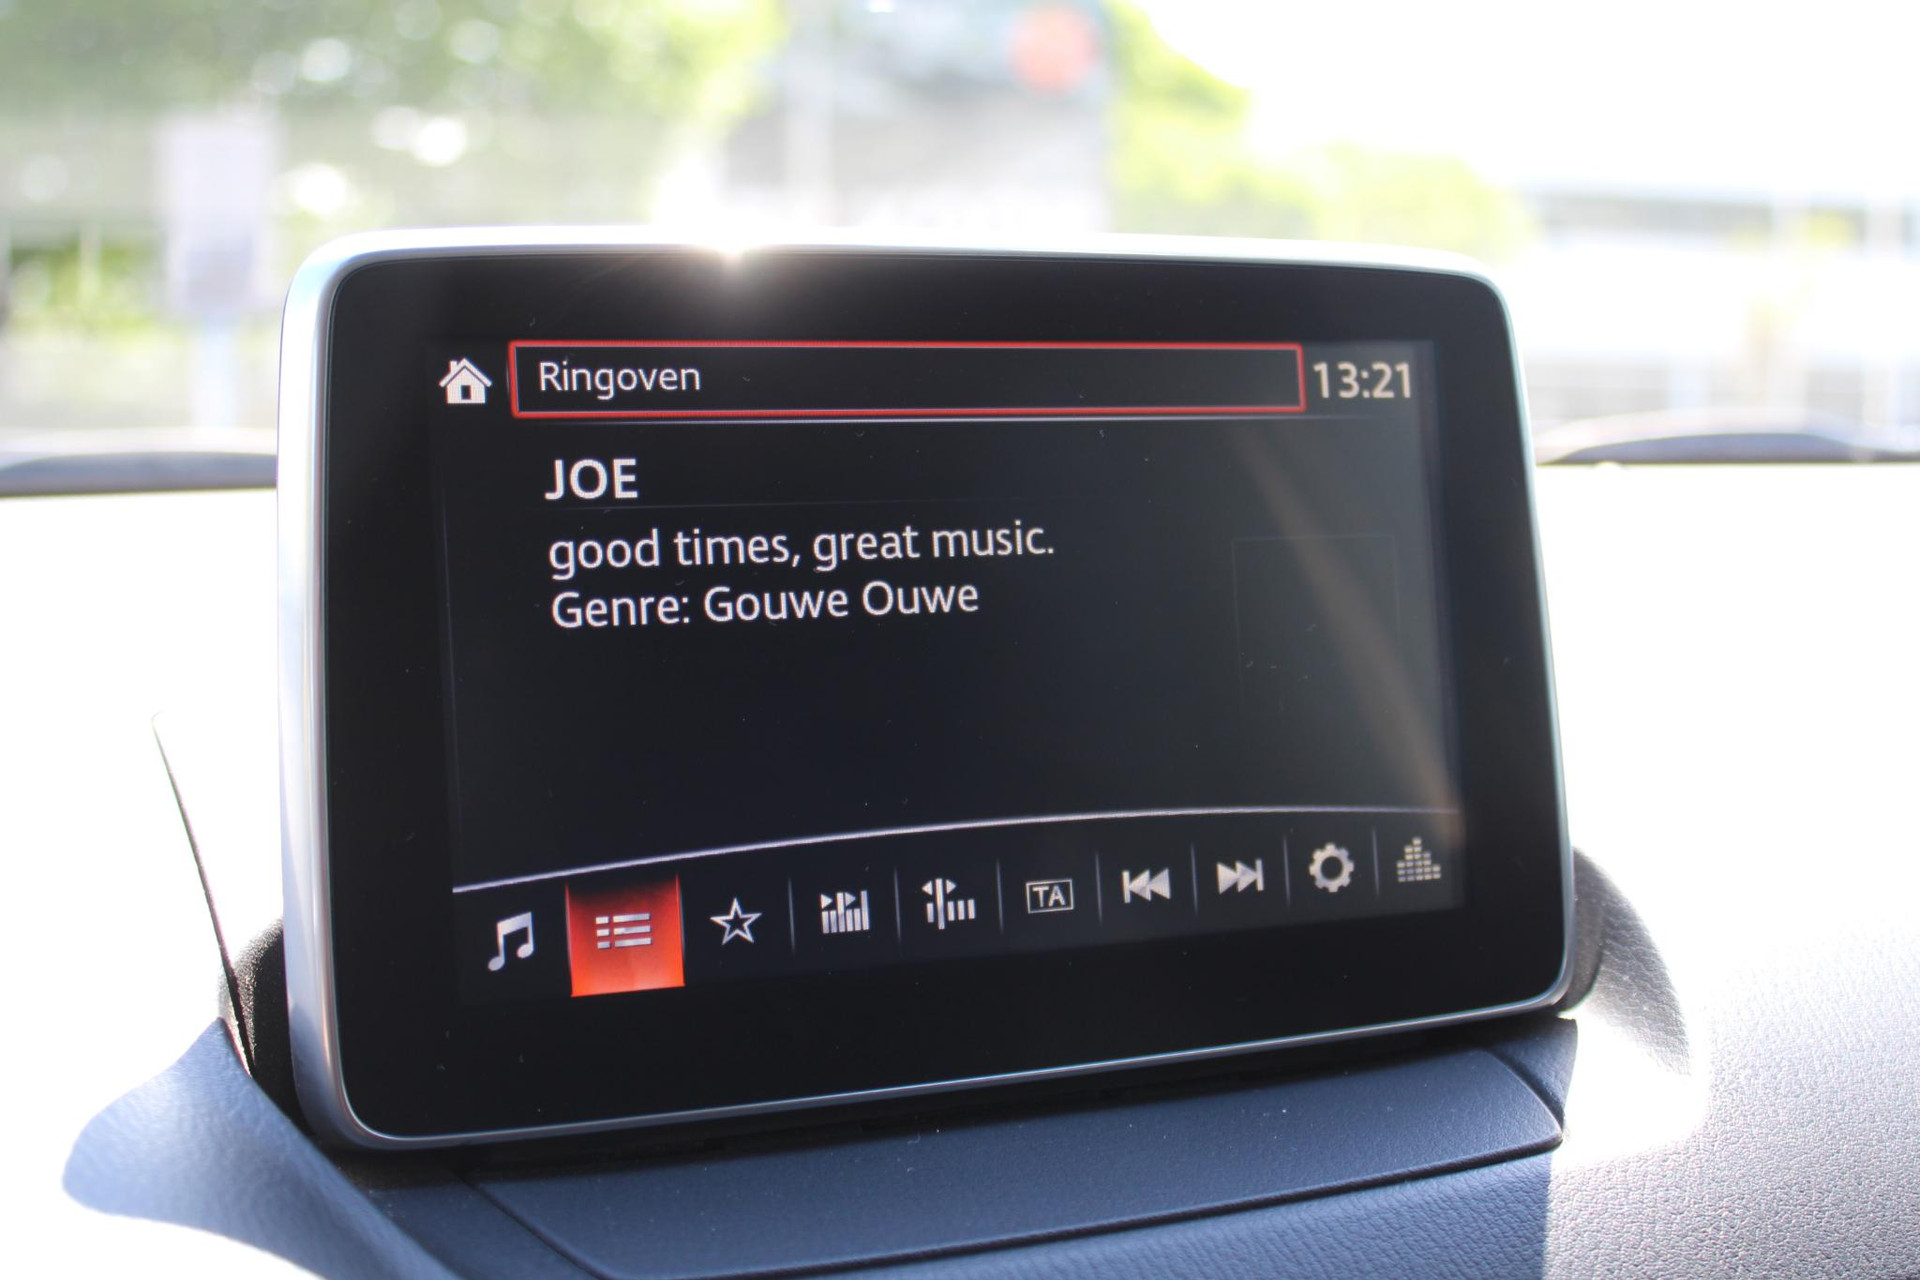 Ringoven
13:21
JOE
good times, great music.
Genre: Gouwe Ouwe
TA